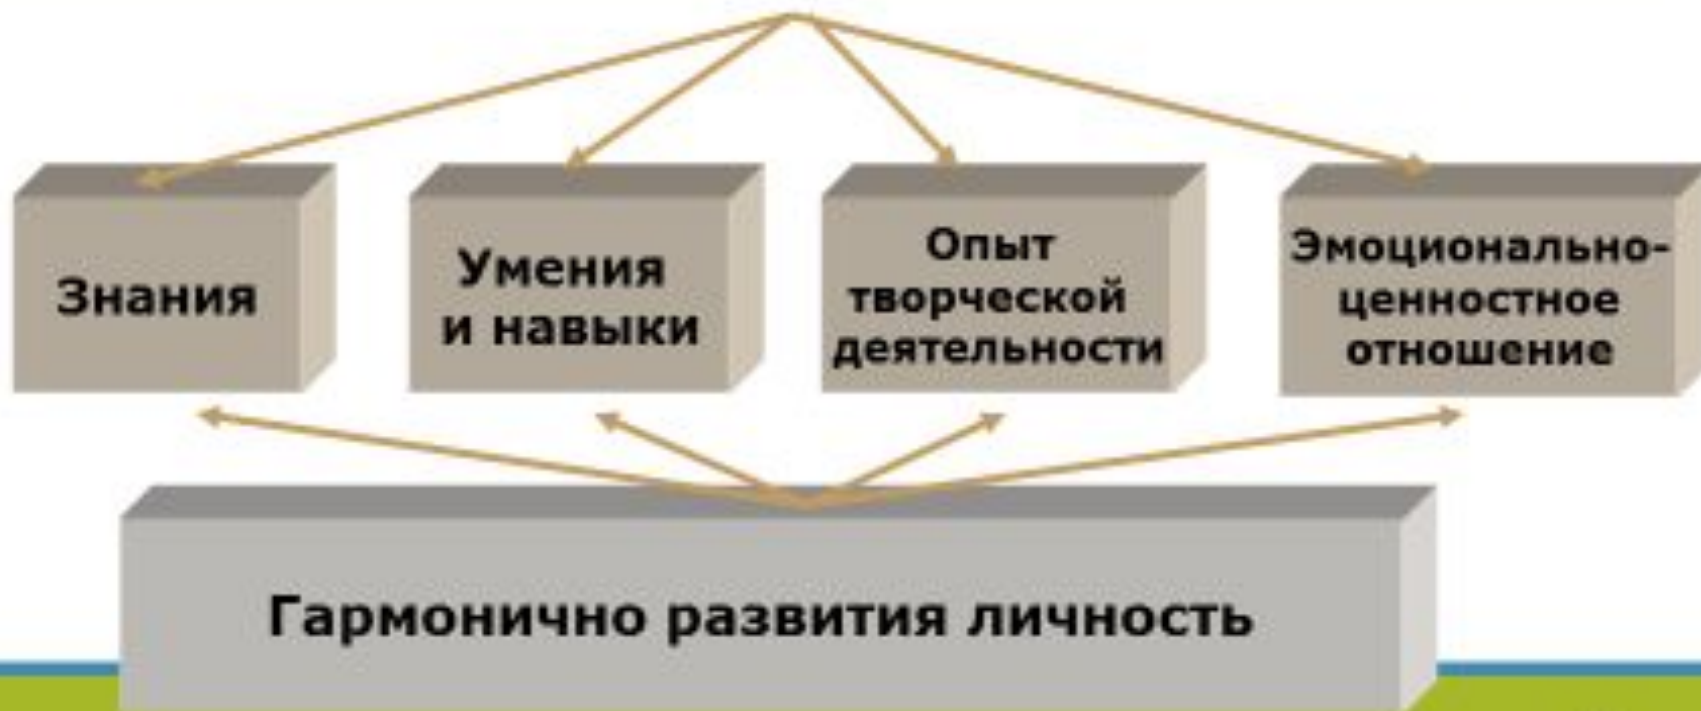 Знания
Умения
и навыки
Опыт
творческой
деятельности
Эмоционально-
ценностное
отношение
Гармонично развития личность